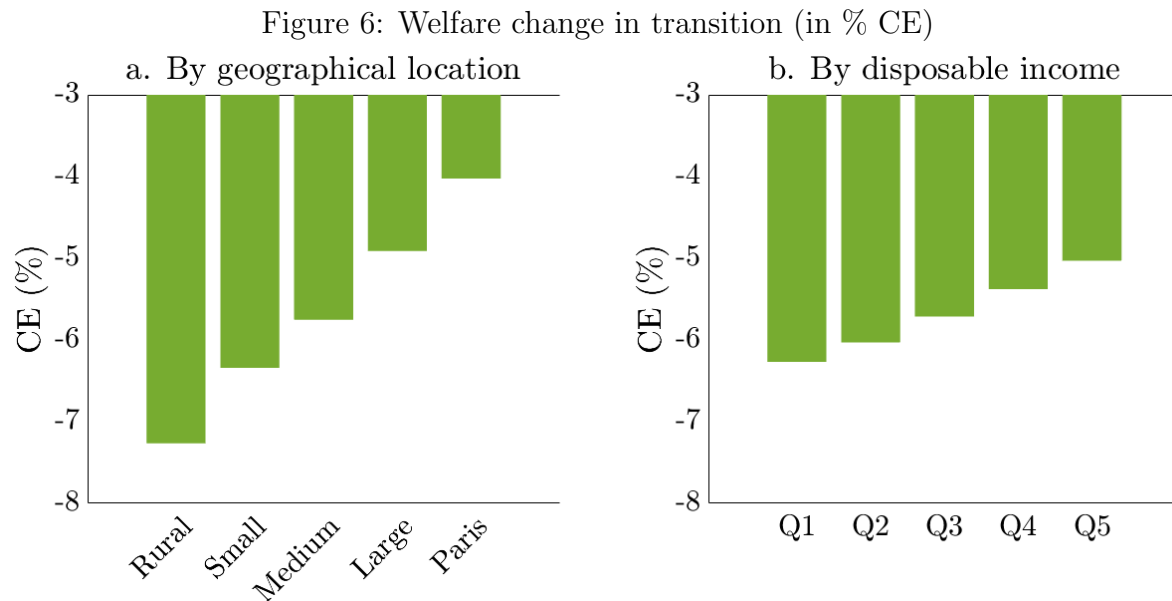 Figure 6: Welfare change in transition (in % CE)
a. By geographical location
-3
-4
-5
-6
-7
-8
CE (%)
Rural
Small
Medium
Large
Paris
b. By disposable income
-3
-4
-5
-6
-7
-8
CE (%)
Q1
Q2
Q3
Q4
Q5